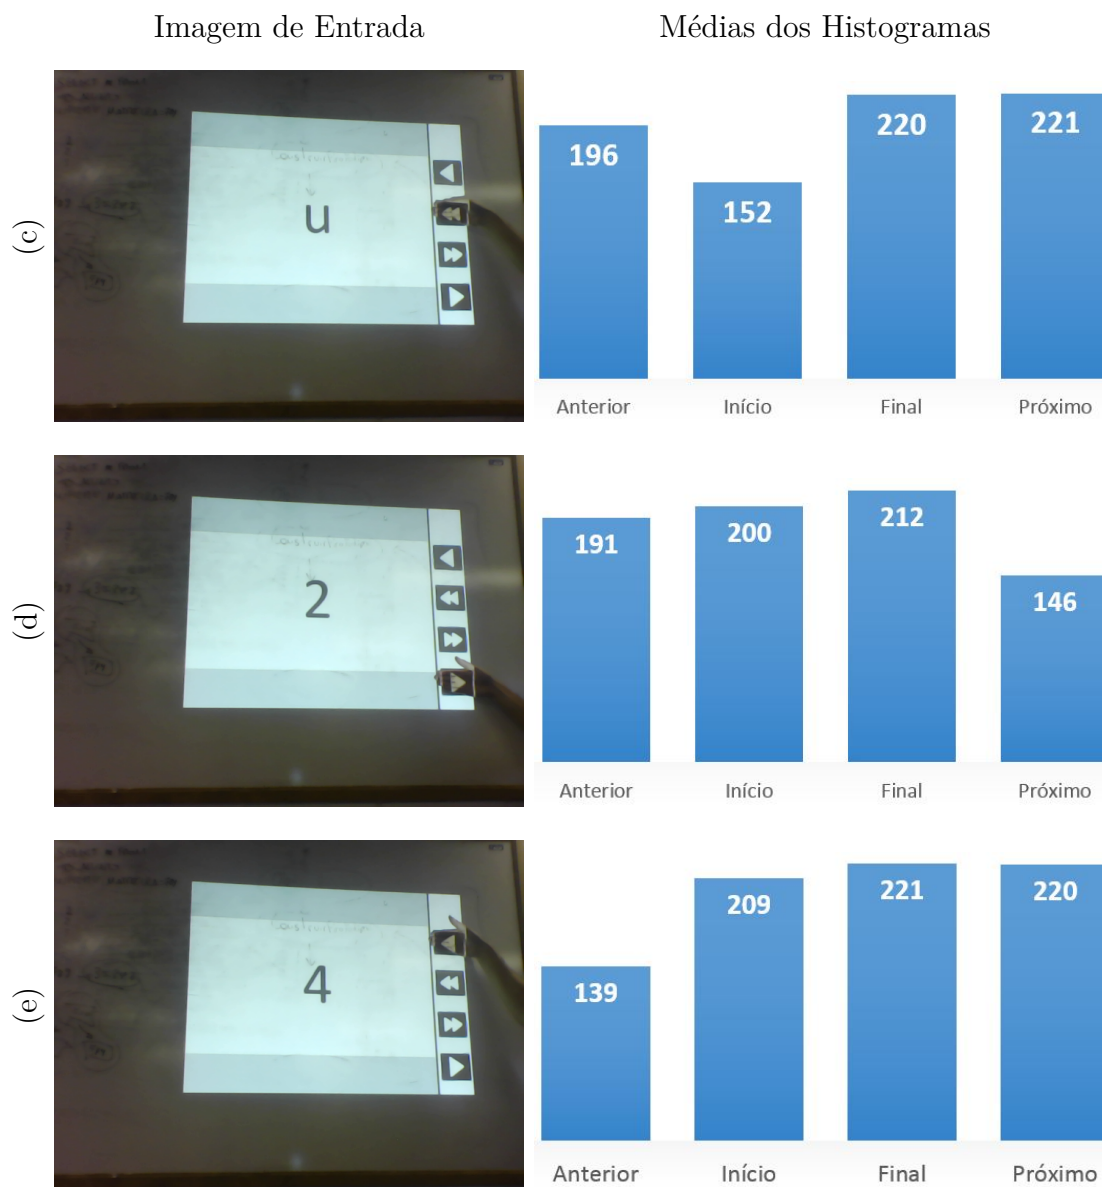 Imagem de Entrada
Médias dos Histogramas
(c)
u
196
152
220
221
Anterior
Início
Final
Próximo
(d)
2
191
200
212
146
Anterior
Início
Final
Próximo
(e)
4
139
209
221
220
Anterior
Início
Final
Próximo